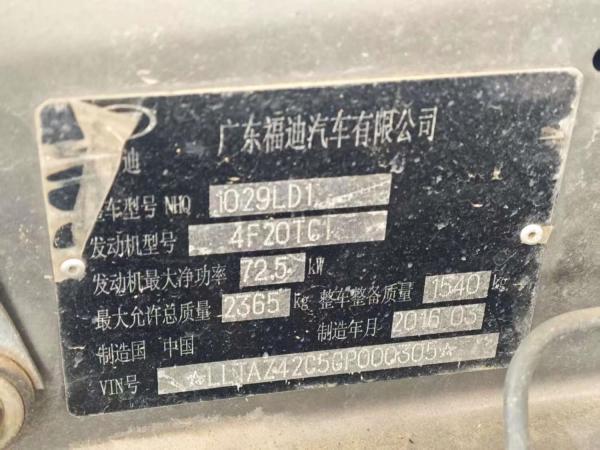 广东福迪汽车有限公司
迪
车型号 NHQ 1029LD1
发动机型号 4F20TCI
发动机最大净功率 72.5 kW
最大允许总质量 2365 kg 整车整备质量 1540 kg
制造国 中国 制造年月 2016.03
VIN号